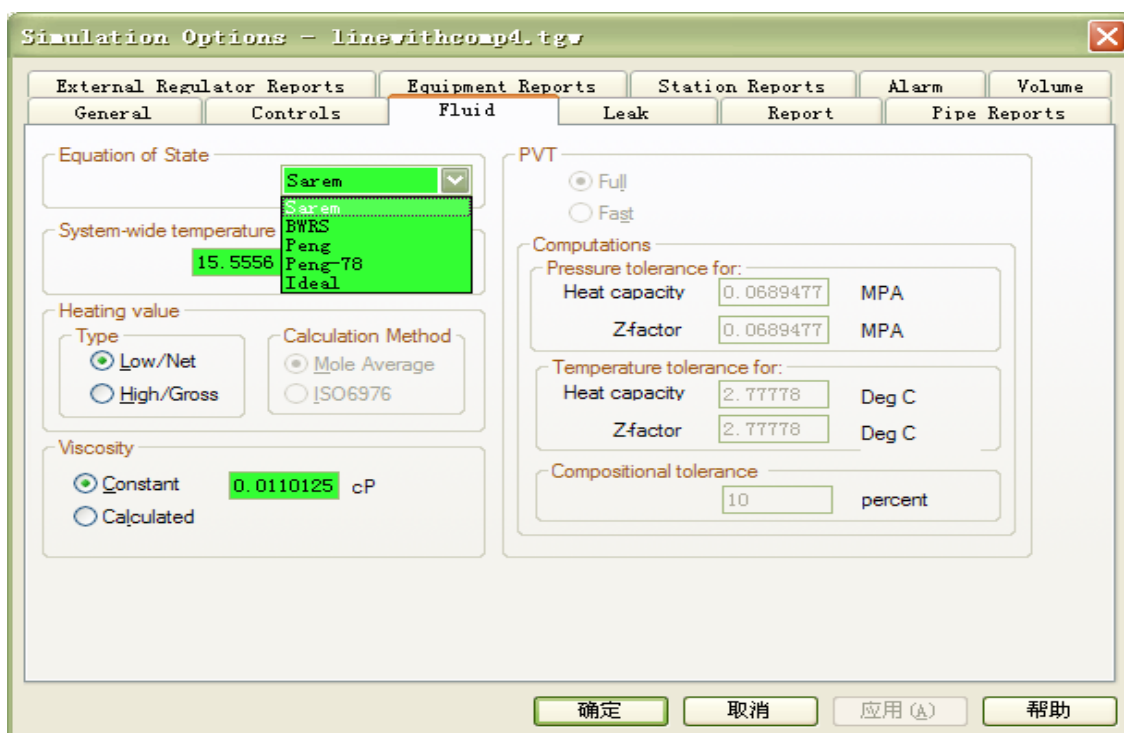 Simulation Options - linewithcomp4.tgw
External Regulator Reports Equipment Reports Station Reports Alarm Volume
General Controls Fluid Leak Report Pipe Reports
Equation of State
Sarem
Sarem
BWRS
Peng
Peng-78
Ideal
System-wide temperature
15.5556
Heating value
Type
Low/Net
High/Gross
Calculation Method
Mole Average
ISO6976
Viscosity
Constant 0.0110125 cP
Calculated
PVT
Full
Fast
Computations
Pressure tolerance for:
Heat capacity 0.0689477 MPA
Z-factor 0.0689477 MPA
Temperature tolerance for:
Heat capacity 2.77778 Deg C
Z-factor 2.77778 Deg C
Compositional tolerance
10 percent
确定 取消 应用(A) 帮助